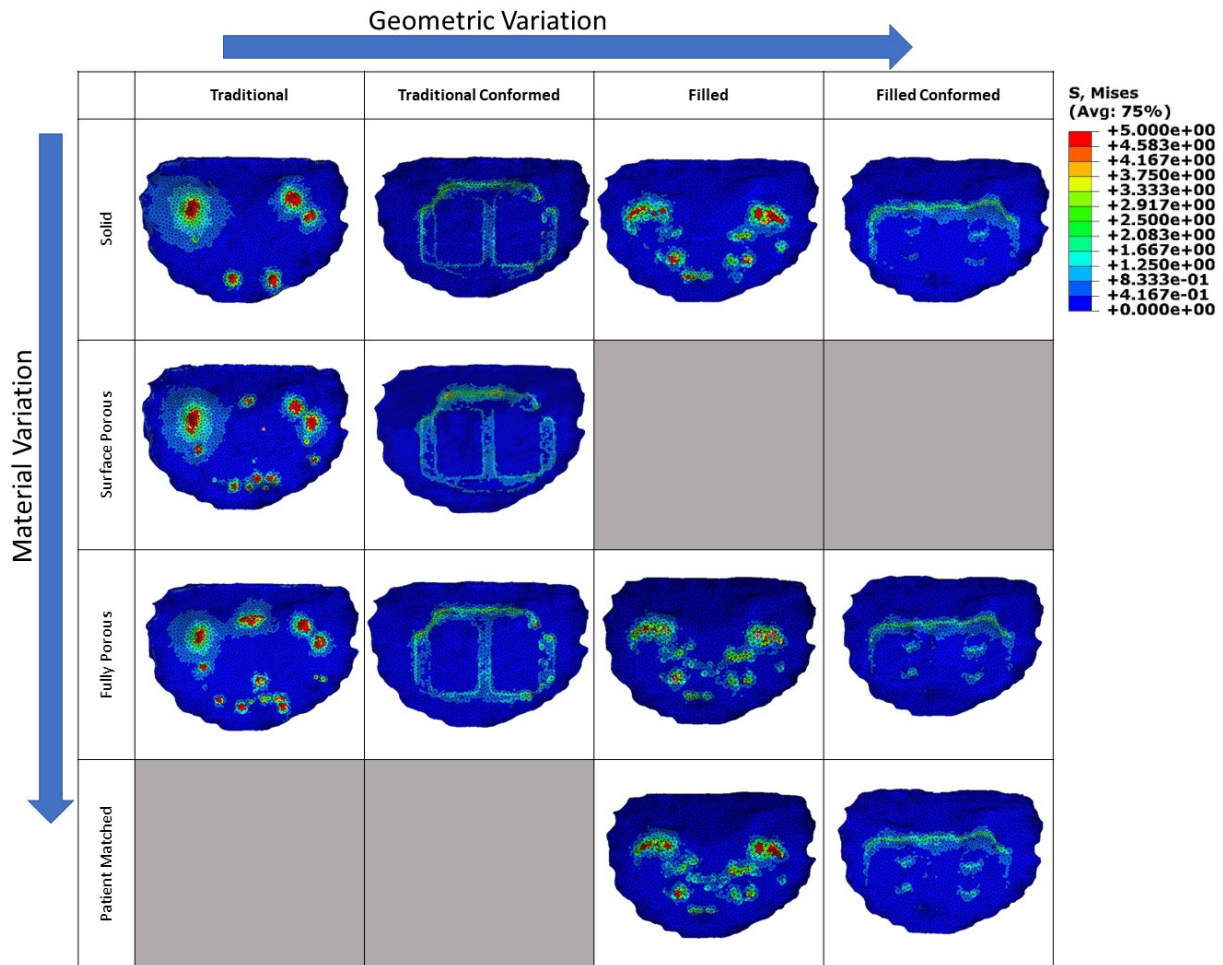 Geometric Variation
Traditional
Traditional Conformed
Filled
Filled Conformed
S, Mises
(Avg: 75%)
+5.000e+00
+4.583e+00
+4.167e+00
+3.750e+00
+3.333e+00
+2.917e+00
+2.500e+00
+2.083e+00
+1.667e+00
+1.250e+00
+8.333e-01
+4.167e-01
+0.000e+00
Material Variation
Solid
Surface Porous
Fully Porous
Patient Matched